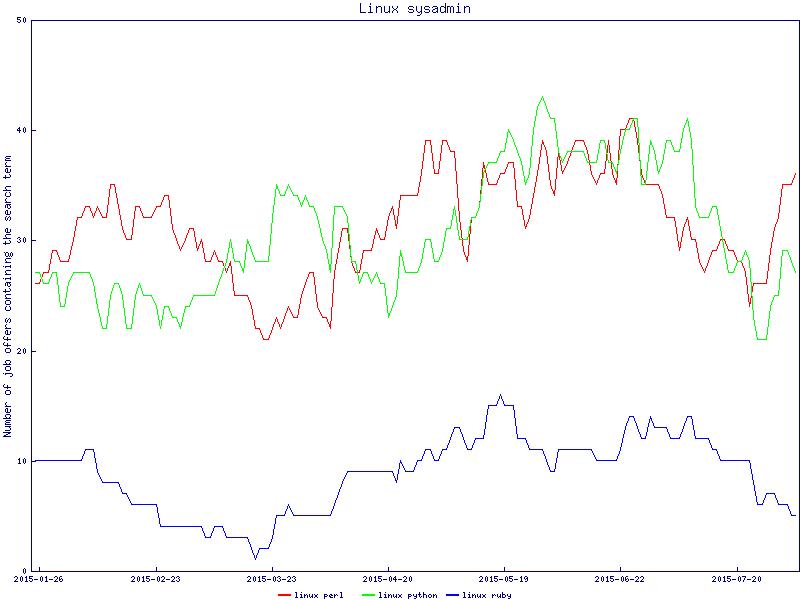 Linux sysadmin
Number of job offers containing the search term
50
40
30
20
10
0
2015-01-26 2015-02-23 2015-03-23 2015-04-20 2015-05-19 2015-06-22 2015-07-20
linux perl linux python linux ruby